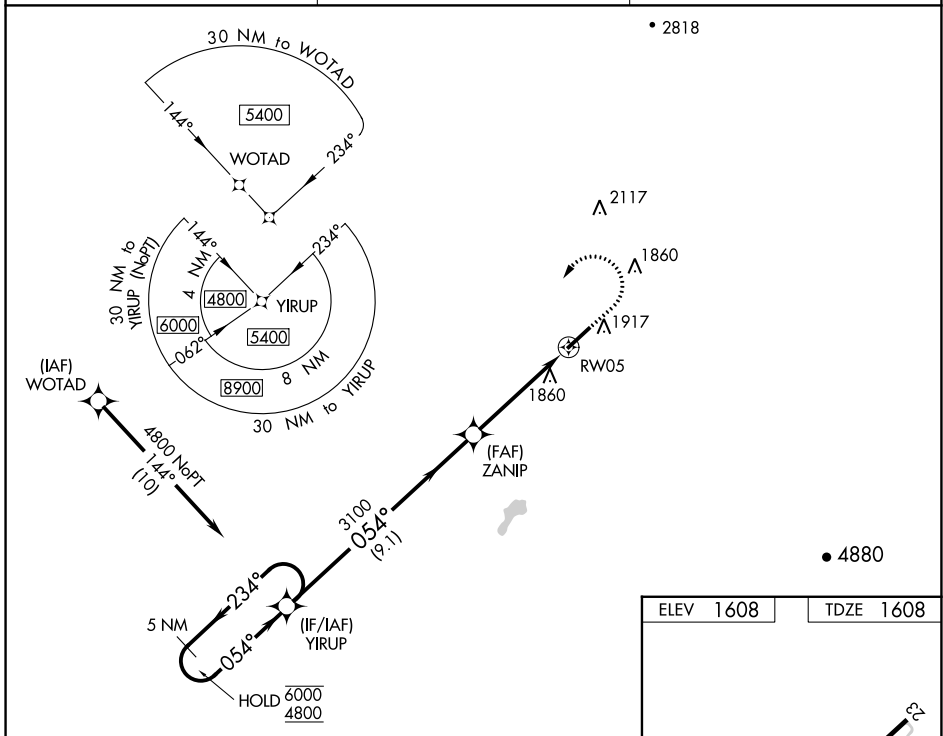 2818
30 NM to WOTAD
144°
5400
234°
WOTAD
2117
144°
234°
30 NM to
YIRUP (NoPT)
4 NM
4800
YIRUP
1860
6000
5400
062°
1917
8 NM
8900
RW05
30 NM to YIRUP
(IAF)
WOTAD
1860
4800 NoPT
144°
(10)
(FAF)
ZANIP
3100
054°
(9.1)
4880
234°
5 NM
054°
(IF/IAF)
YIRUP
HOLD 6000
4800
ELEV 1608
TDZE 1608
23